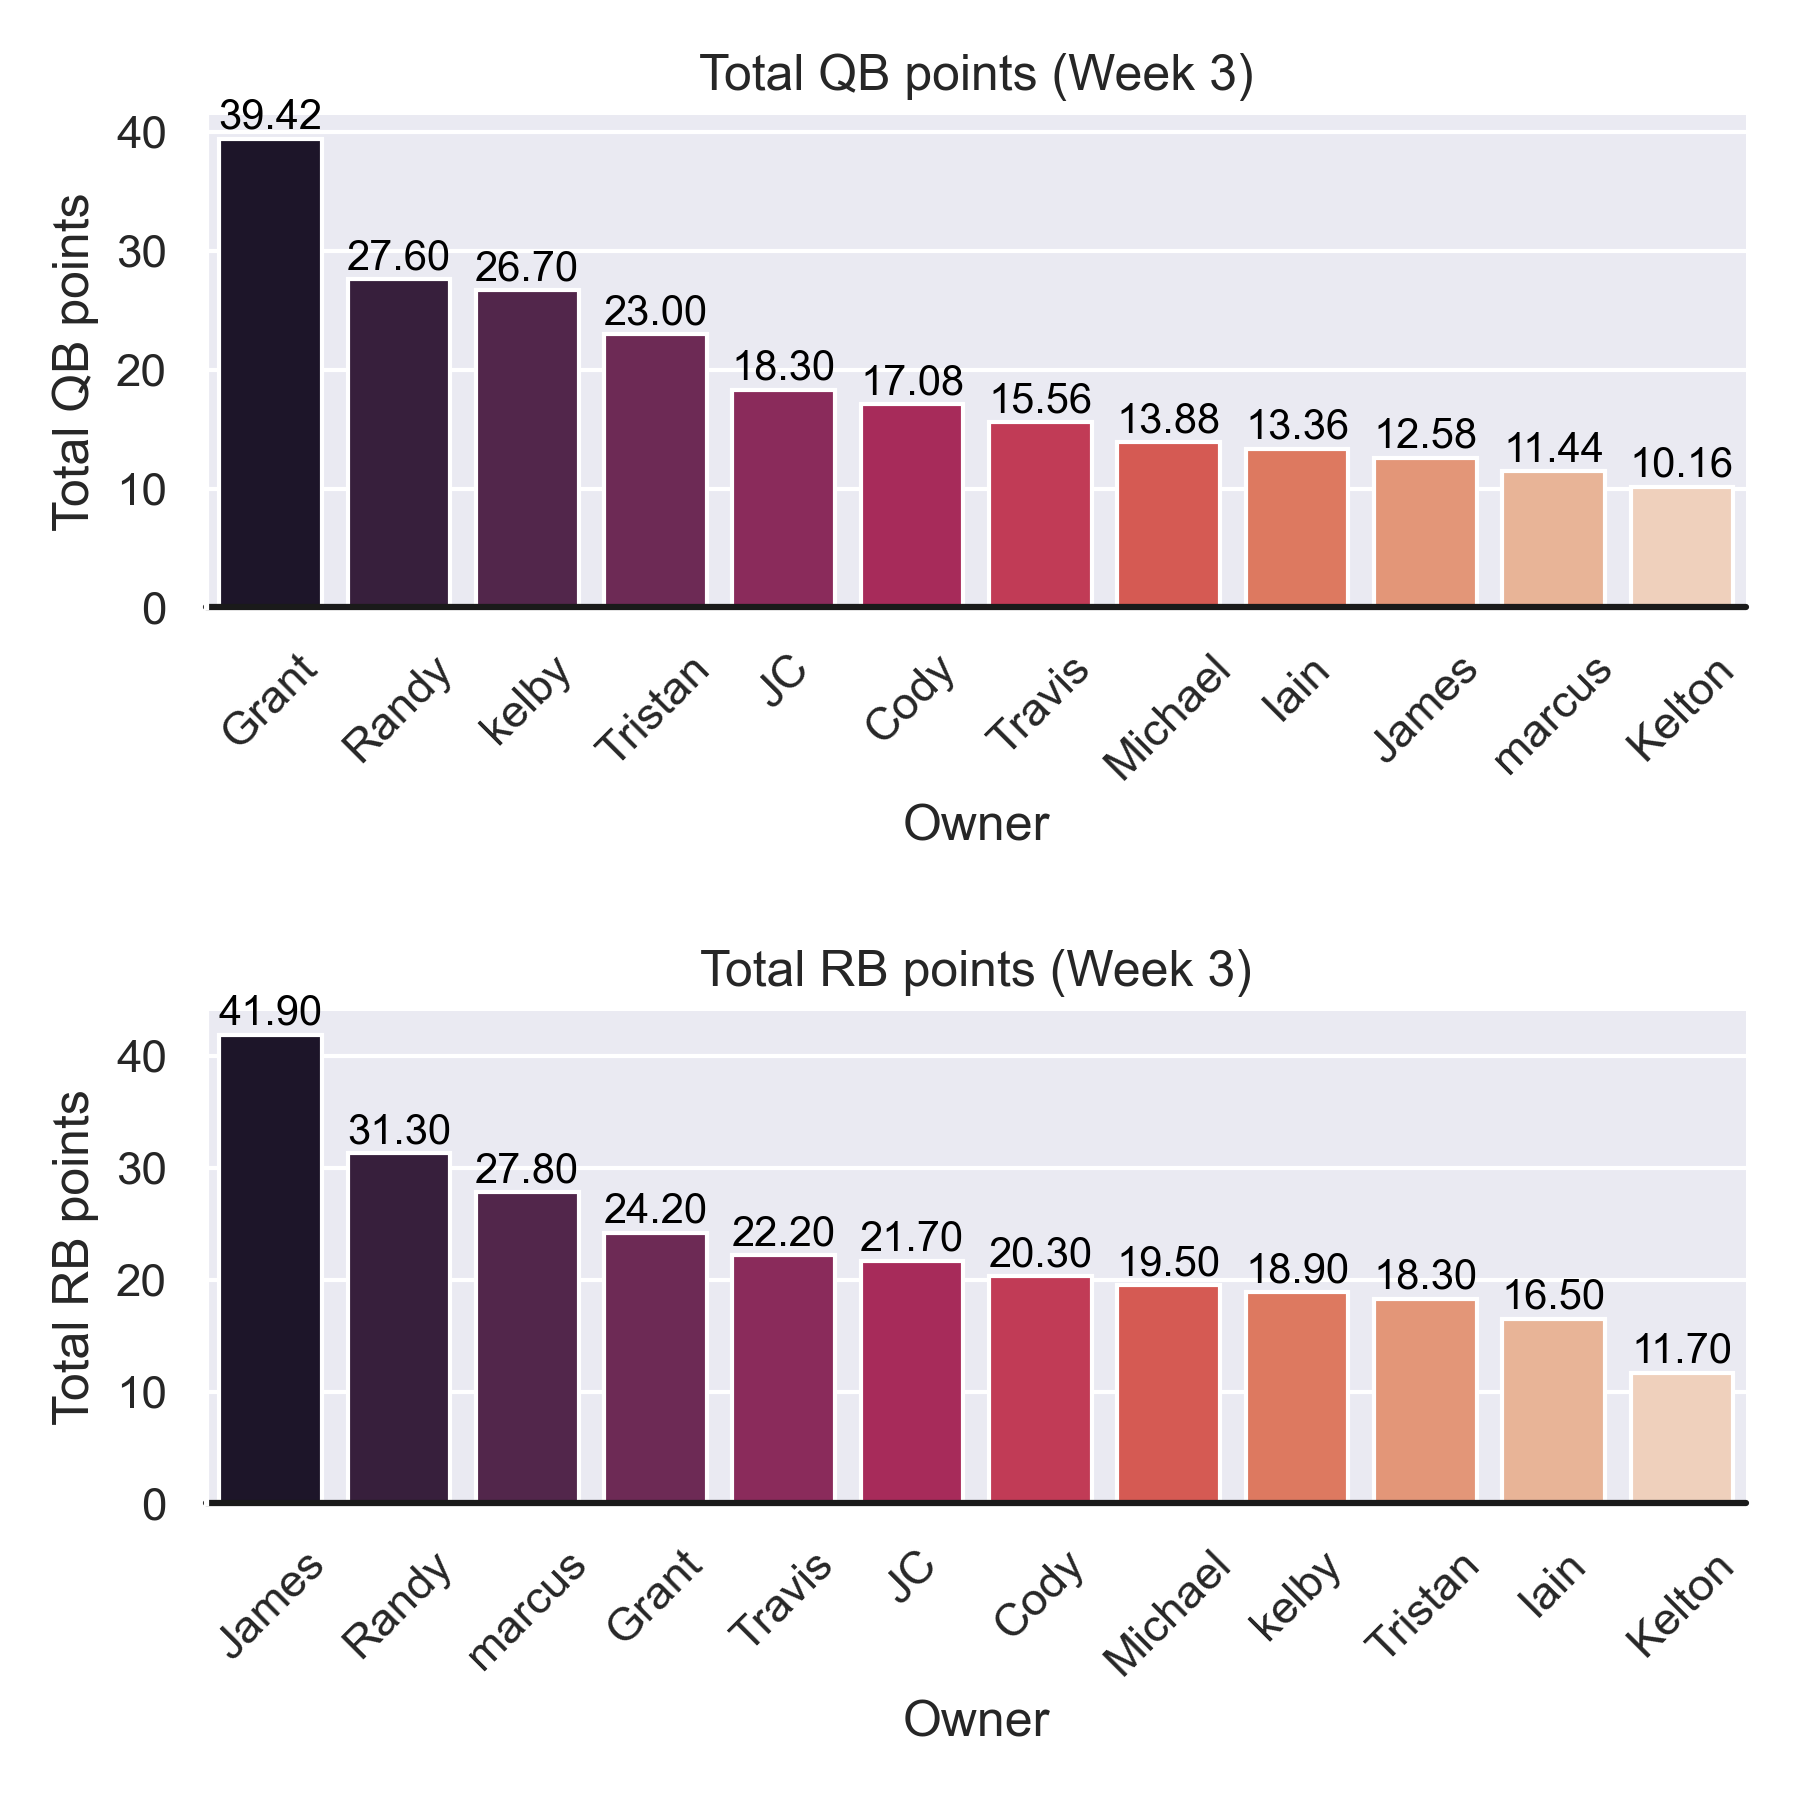 Total QB points (Week 3)
Total QB points
40
30
20
10
0
39.42
27.60
26.70
23.00
18.30
17.08
15.56
13.88
13.36
12.58
11.44
10.16
Grant
Randy
kelby
Tristan
JC
Cody
Travis
Michael
Iain
James
marcus
Kelton
Owner
Total RB points (Week 3)
Total RB points
40
30
20
10
0
41.90
31.30
27.80
24.20
22.20
21.70
20.30
19.50
18.90
18.30
16.50
11.70
James
Randy
marcus
Grant
Travis
JC
Cody
Michael
kelby
Tristan
Iain
Kelton
Owner